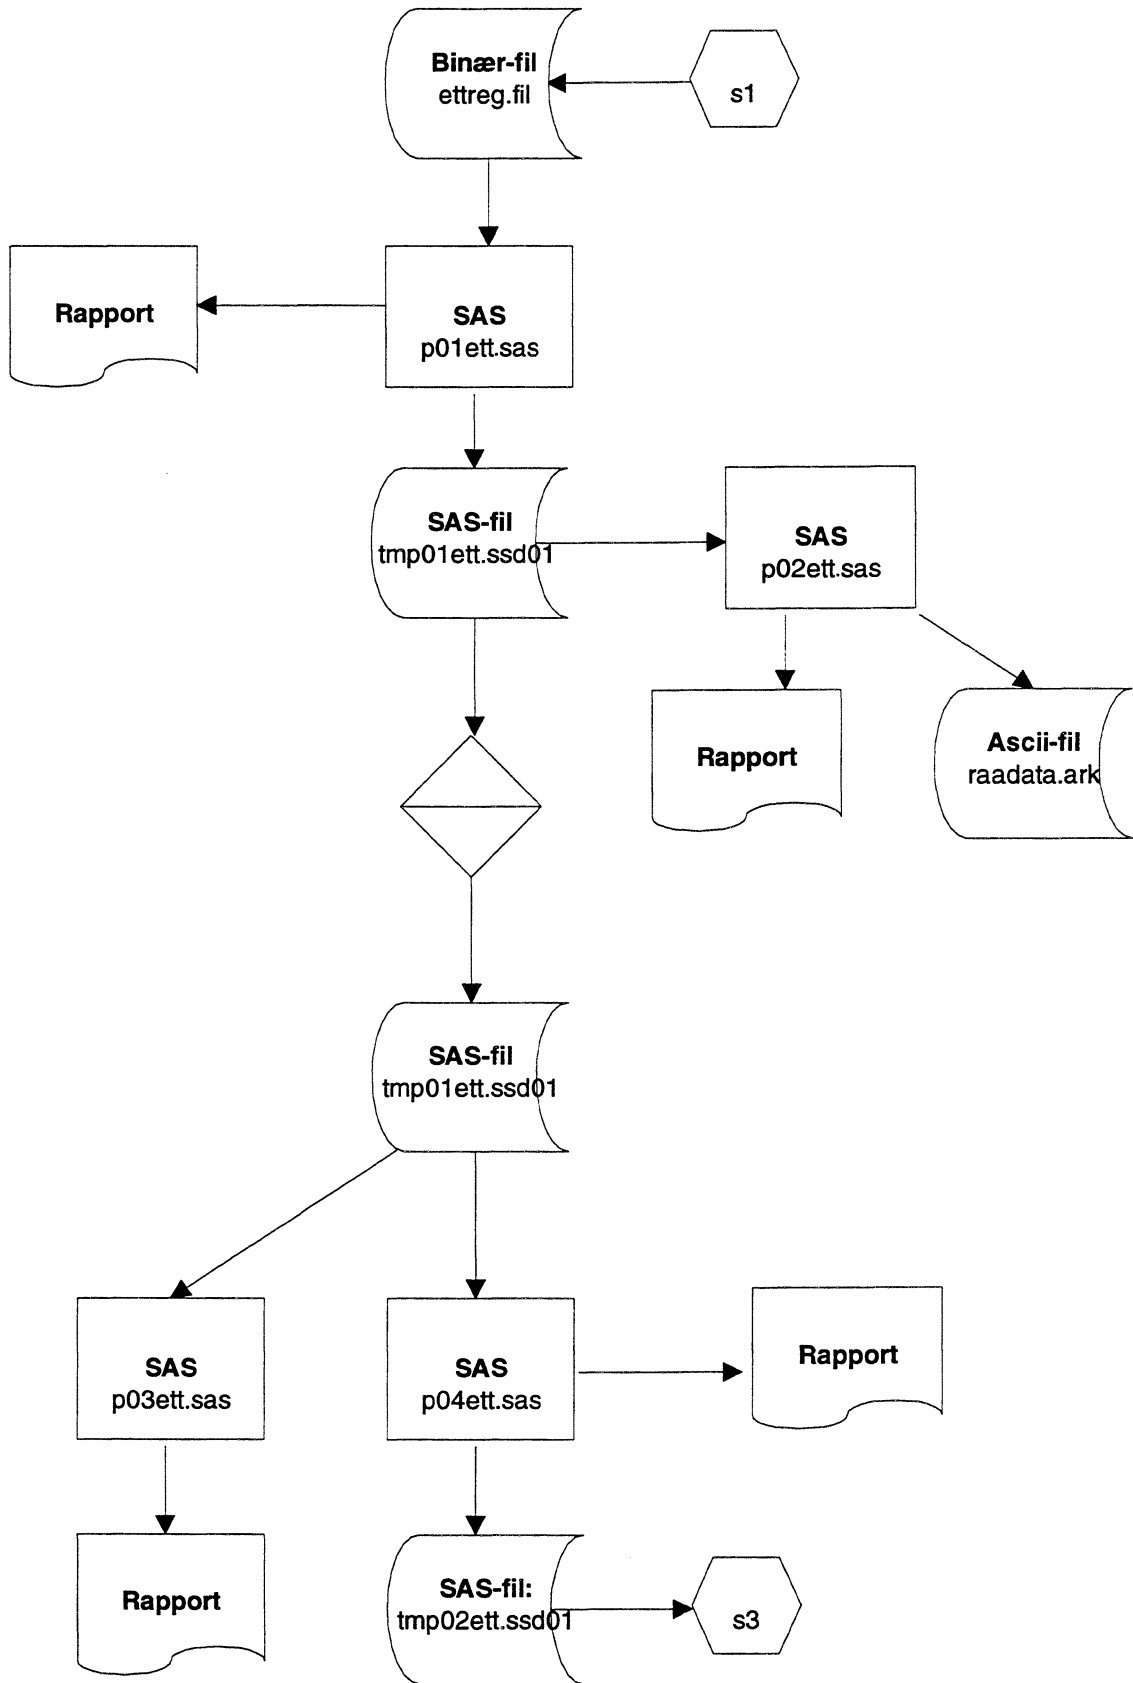 Binær-fil
ettreg.fil
s1
Rapport
SAS
p01ett.sas
SAS-fil
tmp01ett.ssd01
SAS
p02ett.sas
Rapport
Ascii-fil
raadata.ark
SAS-fil
tmp01ett.ssd01
SAS
p03ett.sas
SAS
p04ett.sas
Rapport
Rapport
SAS-fil:
tmp02ett.ssd01
s3